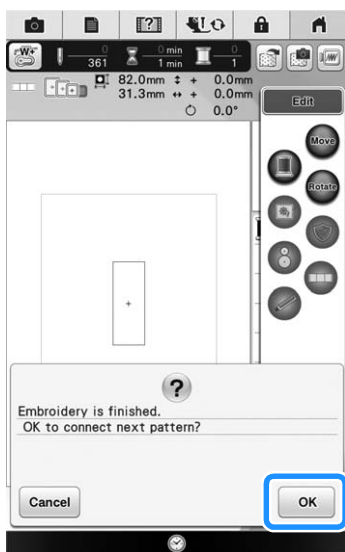 ?
W+
0
361
0 min
1 min
0
1
82.0mm + 0.0mm
31.3mm + 0.0mm
0.0°
Edit
Move
Rotate
?
Embroidery is finished.
OK to connect next pattern?
Cancel
OK